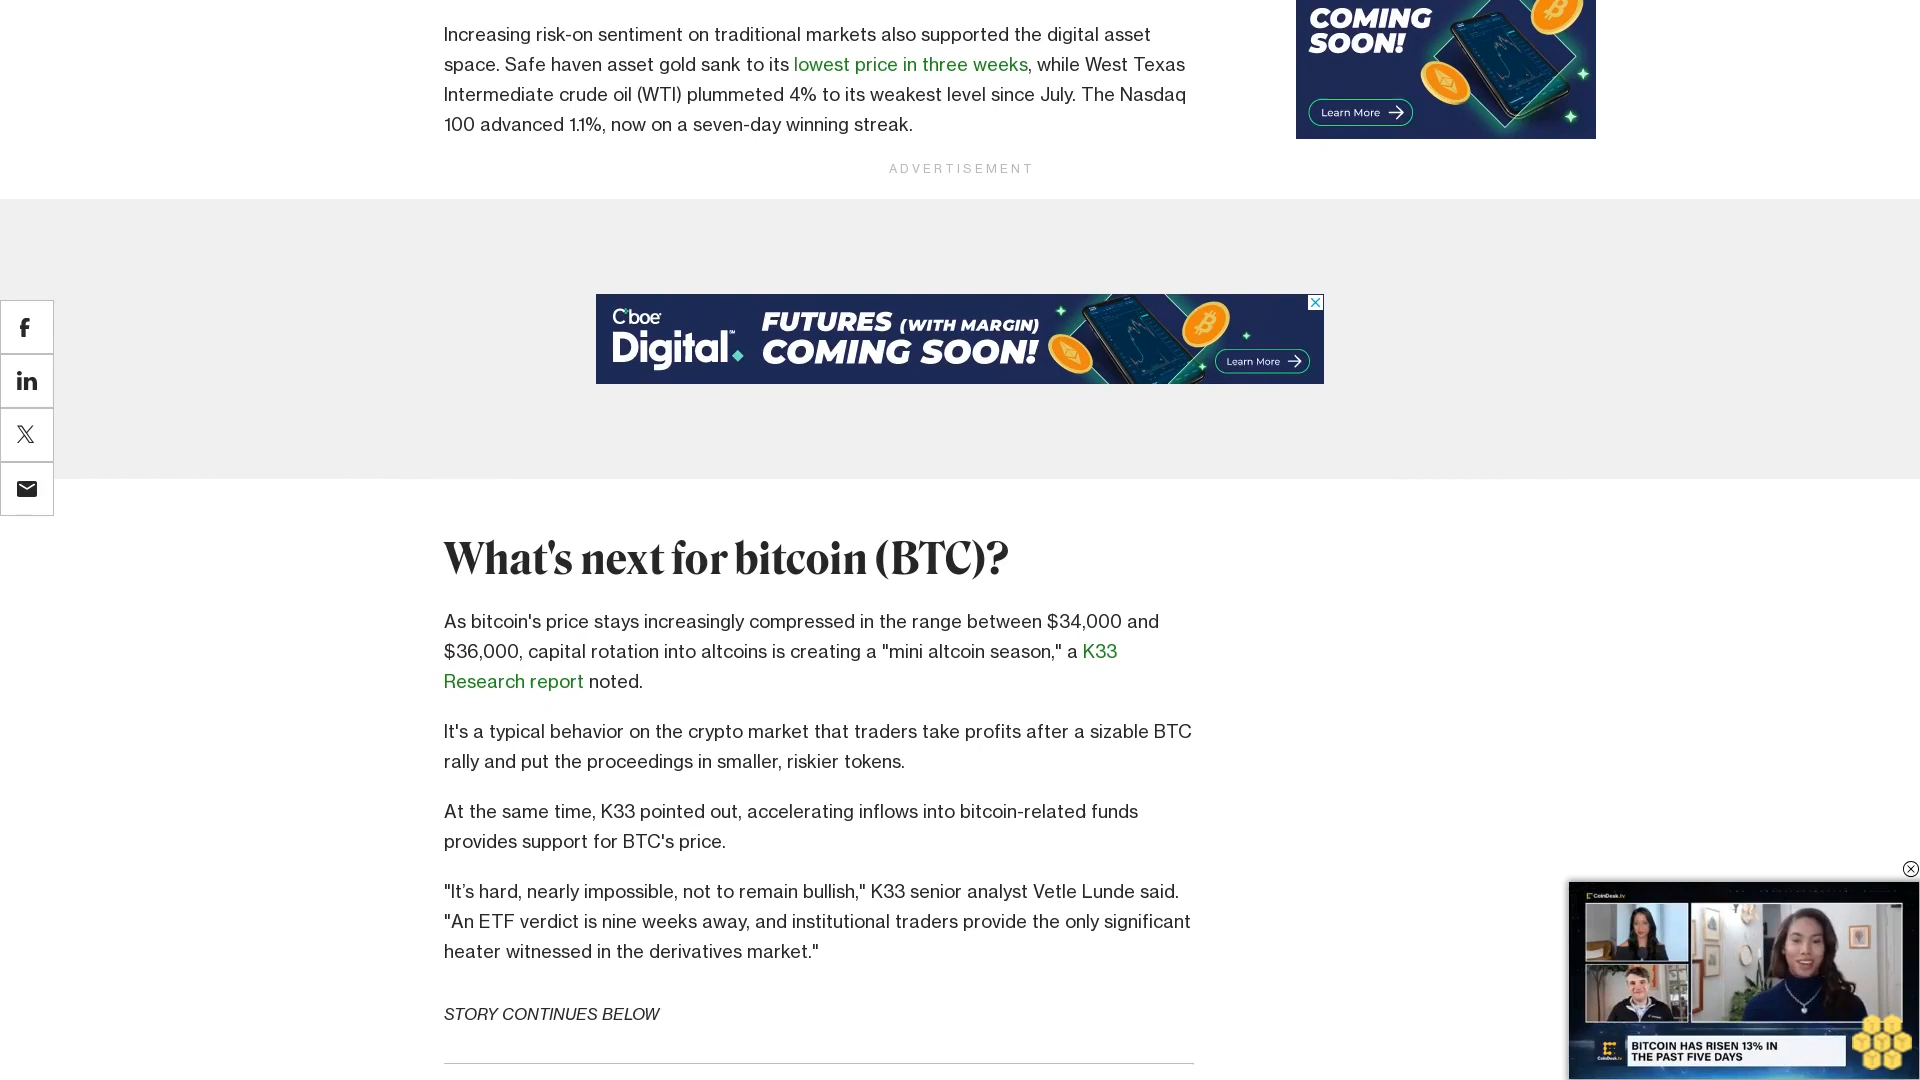 Increasing risk-on sentiment on traditional markets also supported the digital asset
space. Safe haven asset gold sank to its lowest price in three weeks, while West Texas
Intermediate crude oil (WTI) plummeted 4% to its weakest level since July. The Nasdaq
100 advanced 1.1%, now on a seven-day winning streak.
COMING
SOON!
Learn More
ADVERTISEMENT
Cboe
Digital™
FUTURES (WITH MARGIN)
COMING SOON!
Learn More
What's next for bitcoin (BTC)?
As bitcoin's price stays increasingly compressed in the range between $34,000 and
$36,000, capital rotation into altcoins is creating a "mini altcoin season," a K33
Research report noted.
It's a typical behavior on the crypto market that traders take profits after a sizable BTC
rally and put the proceedings in smaller, riskier tokens.
At the same time, K33 pointed out, accelerating inflows into bitcoin-related funds
provides support for BTC's price.
"It’s hard, nearly impossible, not to remain bullish," K33 senior analyst Vetle Lunde said.
"An ETF verdict is nine weeks away, and institutional traders provide the only significant
heater witnessed in the derivatives market."
STORY CONTINUES BELOW
CoinDesk.tv
CoinDesk.tv
BITCOIN HAS RISEN 13% IN
THE PAST FIVE DAYS